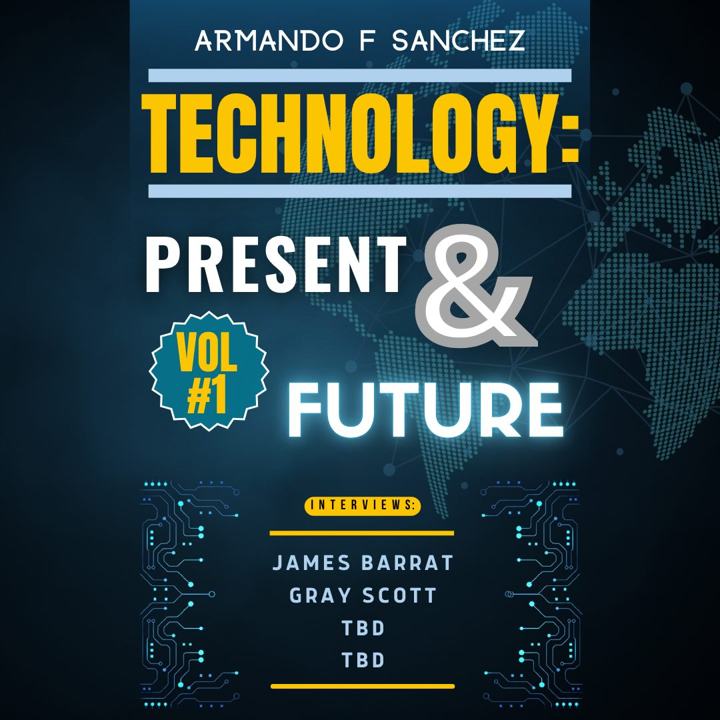 ARMANDO F SANCHEZ
TECHNOLOGY:
PRESENT &
VOL
#1
FUTURE
INTERVIEWS:
JAMES BARRAT
GRAY SCOTT
TBD
TBD